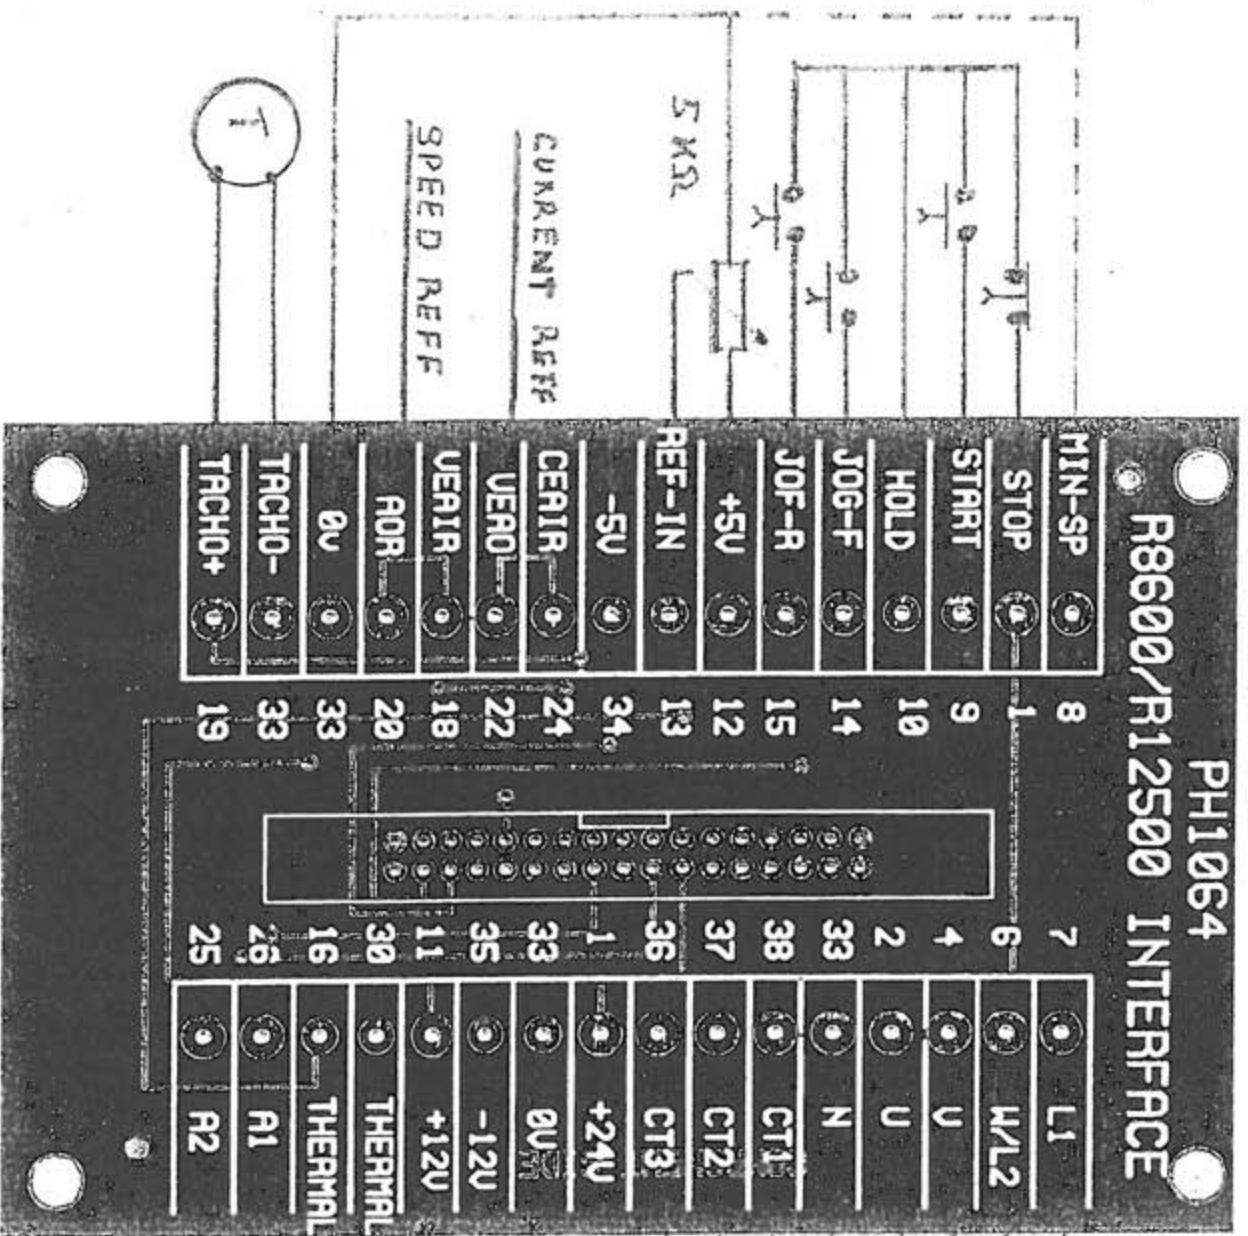 PH1064
R8600/R12500 INTERFACE
MIN-SP 8 7 L1
STOP 1 6 W/L2
START 9 4 V
HOLD 10 2 U
JOG-F 14 33 N
JOF-R 15 38 CT1
+5V 12 37 CT2
5 KΩ REF-IN 13 36 CT3
-5V 34 1 +24V
CURRENT REFF CEAIR 24 33 0V
VEAO 22 35 -12V
SPEED REFF VEAIR 18 11 +12V
AOR 20 30 THERMAL
0v 33 16 THERMAL
T TACHO- 33 26 A1
TACHO+ 19 25 A2